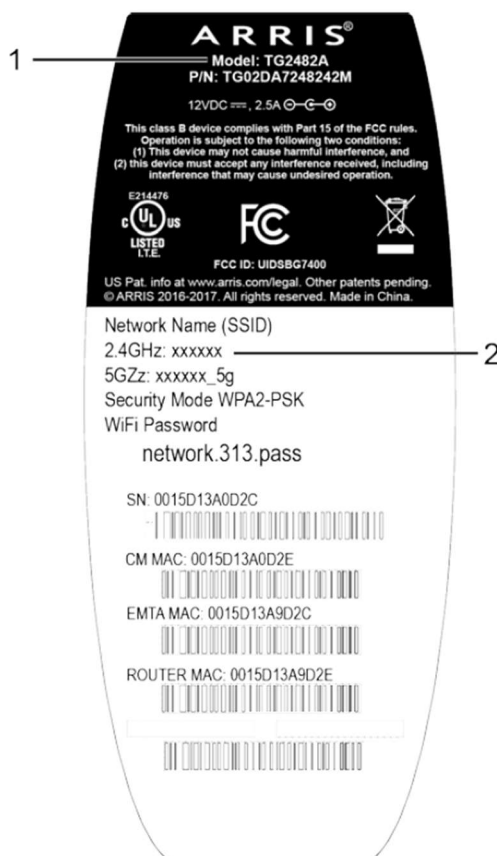 ARRIS®
1
Model: TG2482A
P/N: TG02DA7248242M
12VDC ⎓, 2.5A
This class B device complies with Part 15 of the FCC rules.
Operation is subject to the following two conditions:
(1) This device may not cause harmful interference, and
(2) this device must accept any interference received, including
interference that may cause undesired operation.
E214476
C UL US
LISTED
I.T.E.
FC
FCC ID: UIDSBG7400
US Pat. info at www.arris.com/legal. Other patents pending.
© ARRIS 2016-2017. All rights reserved. Made in China.
Network Name (SSID)
2.4GHz: xxxxxx
2
5GZz: xxxxxx_5g
Security Mode WPA2-PSK
WiFi Password
network.313.pass
SN: 0015D13A0D2C
CM MAC: 0015D13A0D2E
EMTA MAC: 0015D13A9D2C
ROUTER MAC: 0015D13A9D2E